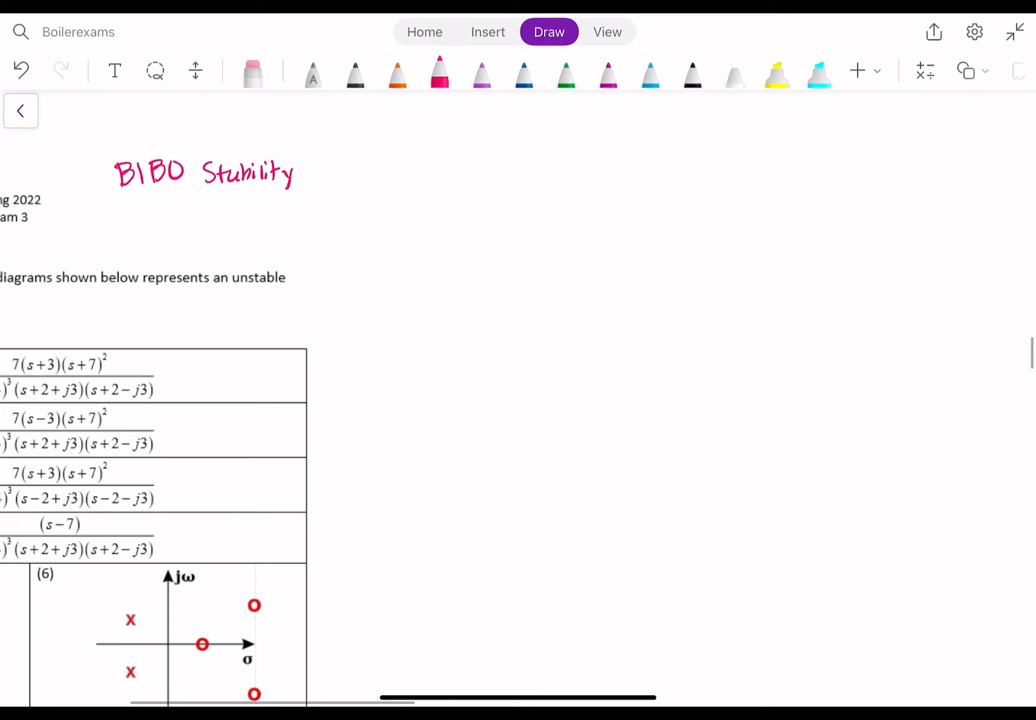 Boilerexams
Home Insert Draw View
T
A
BIBO Stability
ng 2022
am 3
diagrams shown below represents an unstable
7(s+3)(s+7)²
)³(s+2+j3)(s+2−j3)
7(s−3)(s+7)²
)³(s+2+j3)(s+2−j3)
7(s+3)(s+7)²
)³(s−2+j3)(s−2−j3)
(s−7)
)³(s+2+j3)(s+2−j3)
(6)
jω
x
o
x
o
σ
o